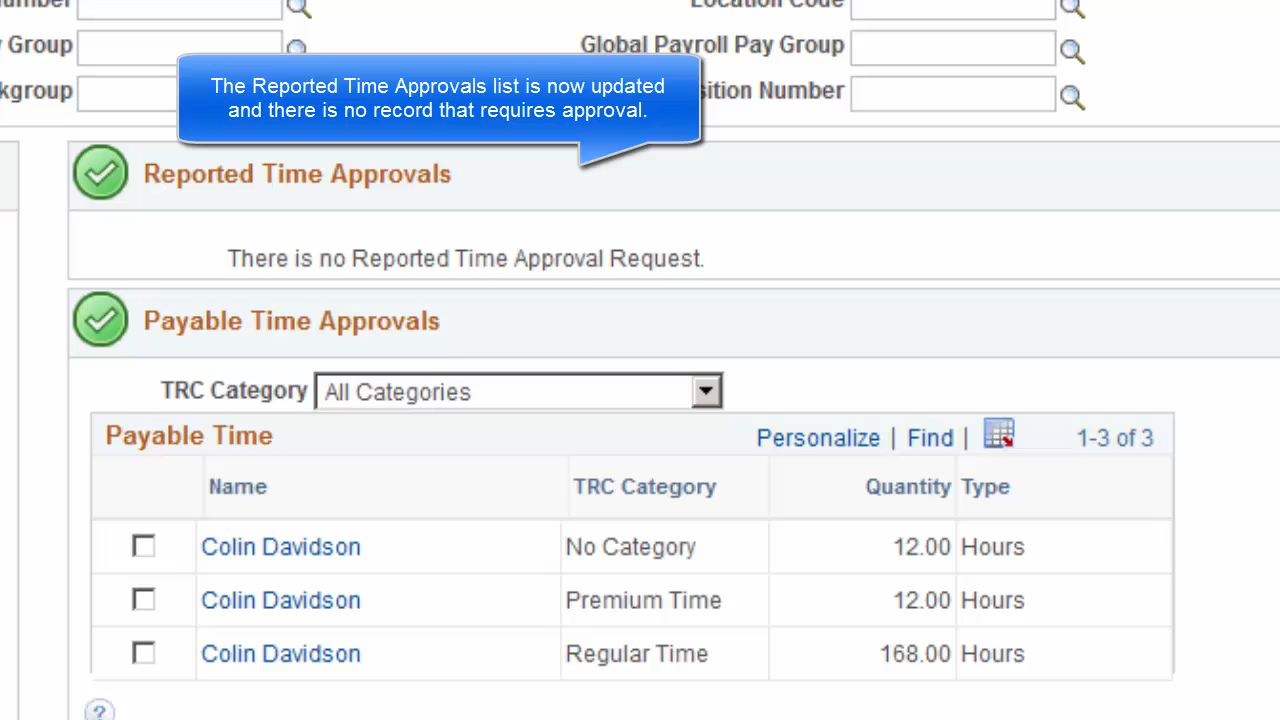 Location Code
Group
Global Payroll Pay Group
The Reported Time Approvals list is now updated
and there is no record that requires approval.
Number
Reported Time Approvals
There is no Reported Time Approval Request.
Payable Time Approvals
TRC Category All Categories
Payable Time Personalize | Find | 1-3 of 3
Name TRC Category Quantity Type
Colin Davidson No Category 12.00 Hours
Colin Davidson Premium Time 12.00 Hours
Colin Davidson Regular Time 168.00 Hours
?